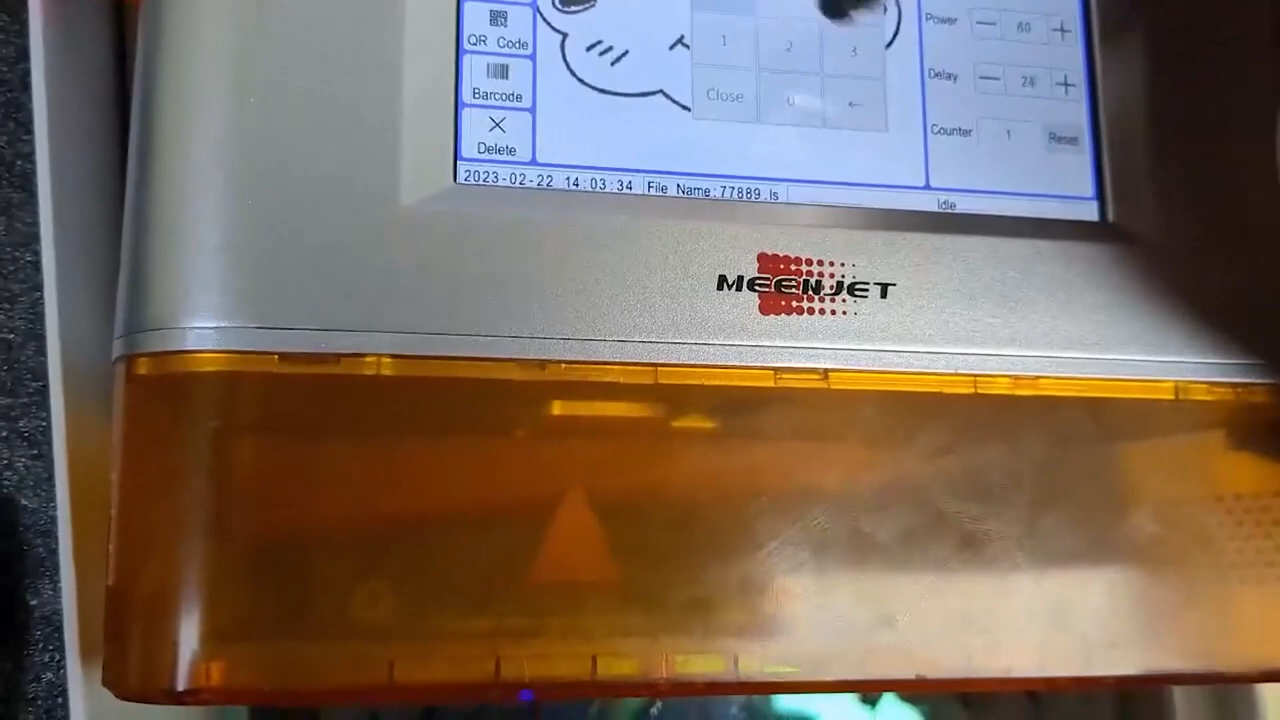 QR Code
Barcode
Delete
1 2 3
Close 0 ←
Power — 60 +
Delay — 24 +
Counter 1 Reset
2023-02-22 14:03:34 File Name:77889.ls Idle
MEENJET